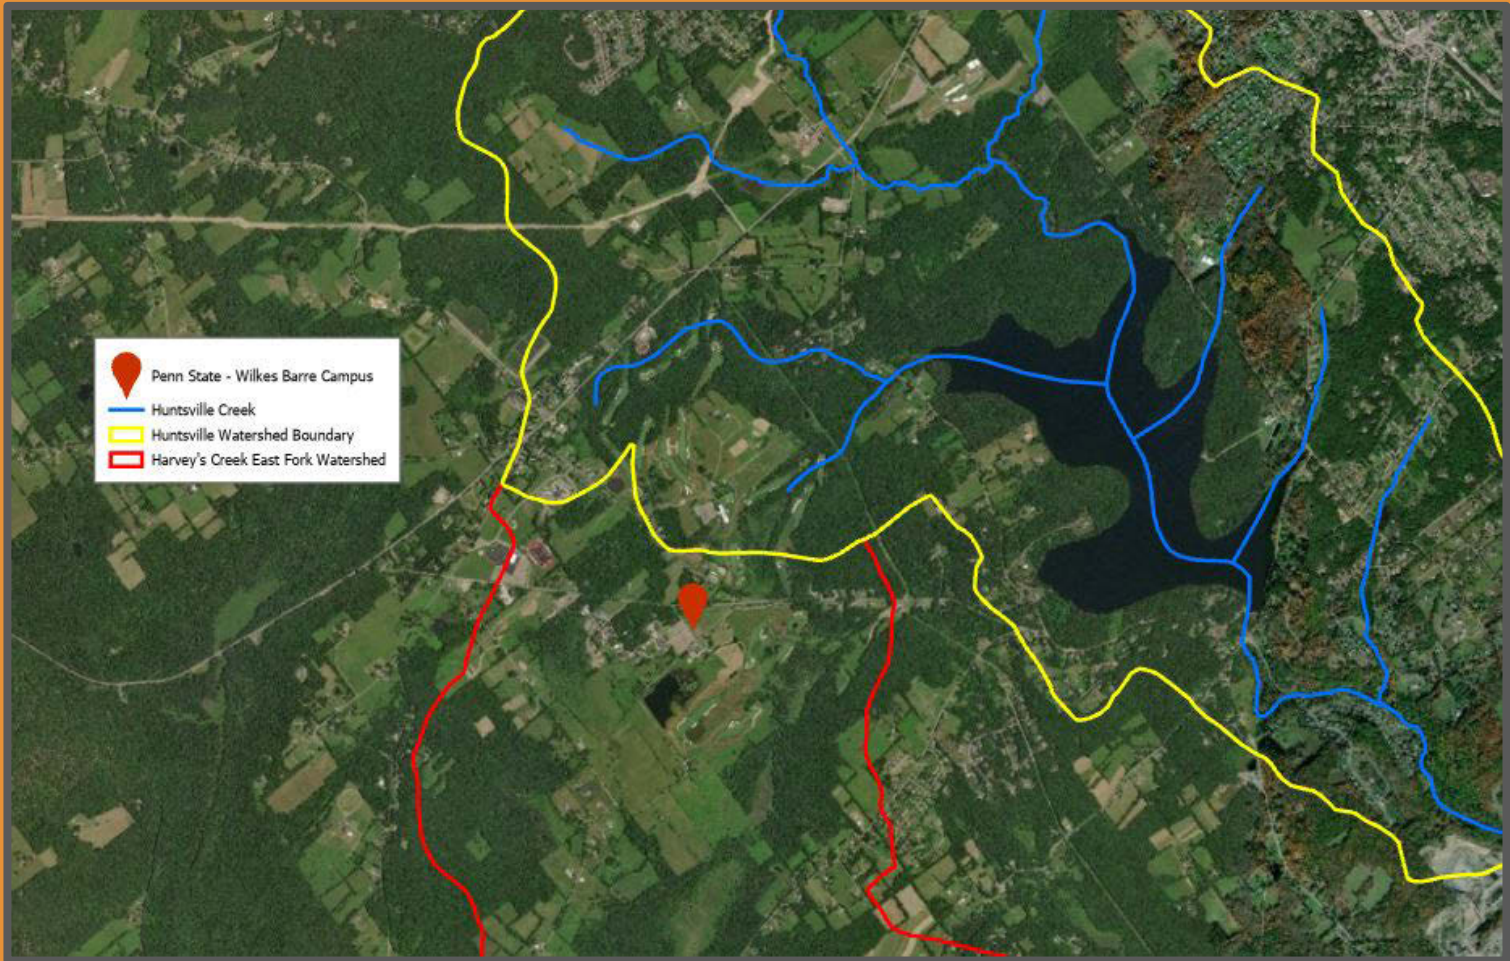 Penn State - Wilkes Barre Campus
Huntsville Creek
Huntsville Watershed Boundary
Harvey's Creek East Fork Watershed